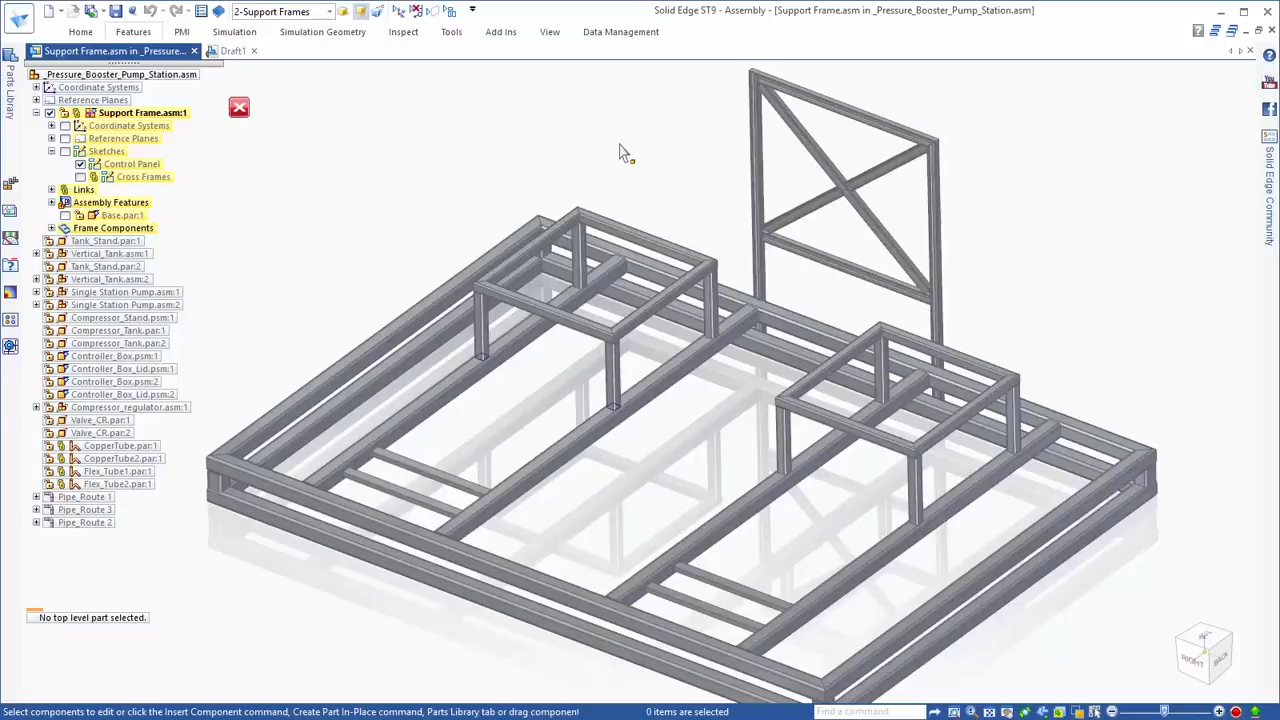 2-Support Frames
Solid Edge ST9 - Assembly - [Support Frame.asm in _Pressure_Booster_Pump_Station.asm]
Home Features PMI Simulation Simulation Geometry Inspect Tools Add Ins View Data Management
Support Frame.asm in _Pressure... Draft1
_Pressure_Booster_Pump_Station.asm
Coordinate Systems
Reference Planes
Support Frame.asm:1
Coordinate Systems
Reference Planes
Sketches
Control Panel
Cross Frames
Links
Assembly Features
Base.par:1
Frame Components
Tank_Stand.par:1
Vertical_Tank.asm:1
Tank_Stand.par:2
Vertical_Tank.asm:2
Single Station Pump.asm:1
Single Station Pump.asm:2
Compressor_Stand.psm:1
Compressor_Tank.par:1
Compressor_Tank.par:2
Controller_Box.psm:1
Controller_Box_Lid.psm:1
Controller_Box.psm:2
Controller_Box_Lid.psm:2
Compressor_regulator.asm:1
Valve_CR.par:1
Valve_CR.par:2
CopperTube.par:1
CopperTube2.par:1
Flex_Tube1.par:1
Flex_Tube2.par:1
Pipe_Route 1
Pipe_Route 3
Pipe_Route 2
No top level part selected.
Parts Library
You
Tube
Solid Edge Community
RIGHT
BACK
Select components to edit or click the Insert Component command, Create Part In-Place command, Parts Library tab or drag component
0 items are selected
Find a command